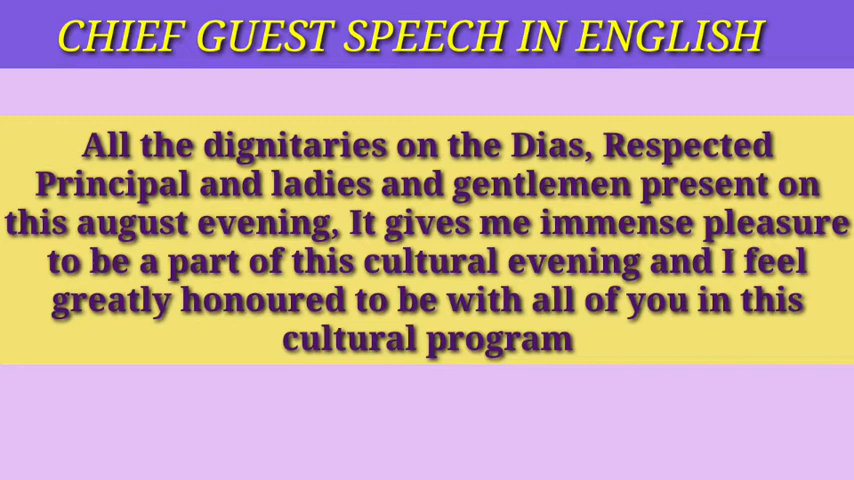 CHIEF GUEST SPEECH IN ENGLISH
All the dignitaries on the Dias, Respected
Principal and ladies and gentlemen present on
this august evening, It gives me immense pleasure
to be a part of this cultural evening and I feel
greatly honoured to be with all of you in this
cultural program